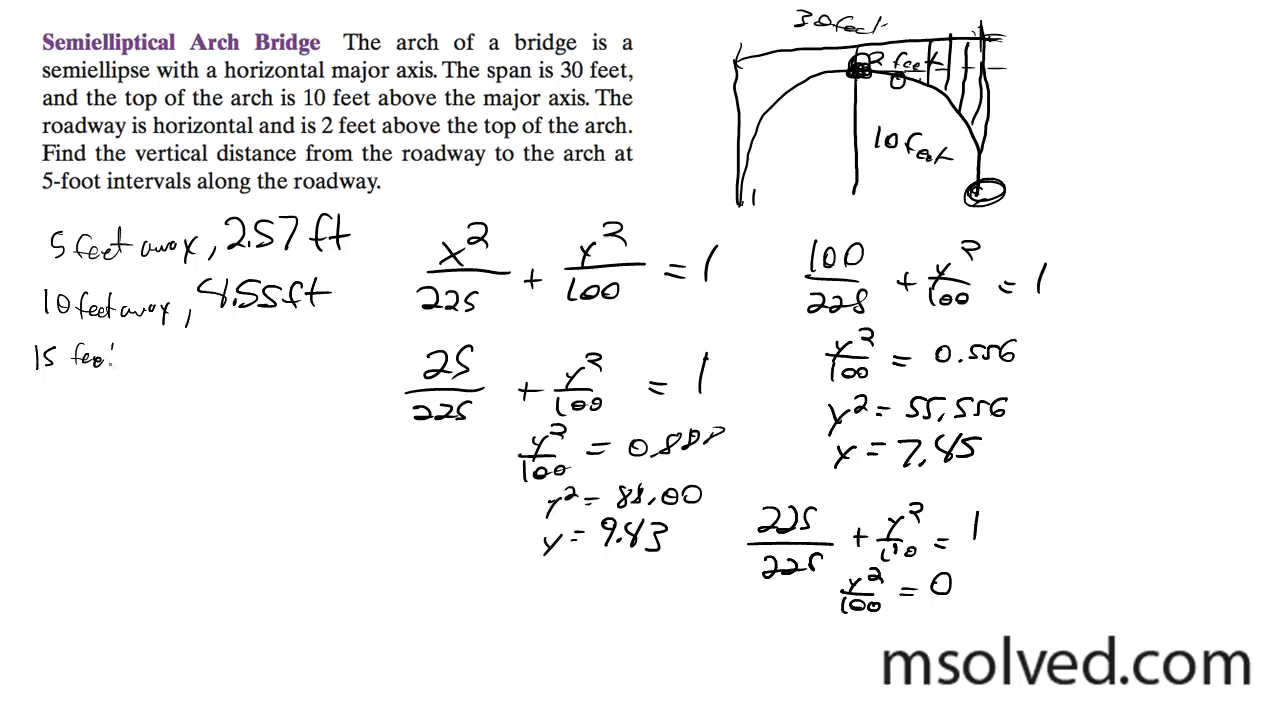 Semielliptical Arch Bridge The arch of a bridge is a
semiellipse with a horizontal major axis. The span is 30 feet,
and the top of the arch is 10 feet above the major axis. The
roadway is horizontal and is 2 feet above the top of the arch.
Find the vertical distance from the roadway to the arch at
5-foot intervals along the roadway.
30 feet
2 feet
10 feet
5 feet away, 2.57 ft
10 feet away, 4.55 ft
15 fee
x²/225 + y²/100 = 1
25/225 + y²/100 = 1
y²/100 = 0.888
y² = 88.88
y = 9.43
100/225 + y²/100 = 1
y²/100 = 0.556
y² = 55.556
y = 7.45
225/225 + y²/100 = 1
y²/100 = 0
msolved.com